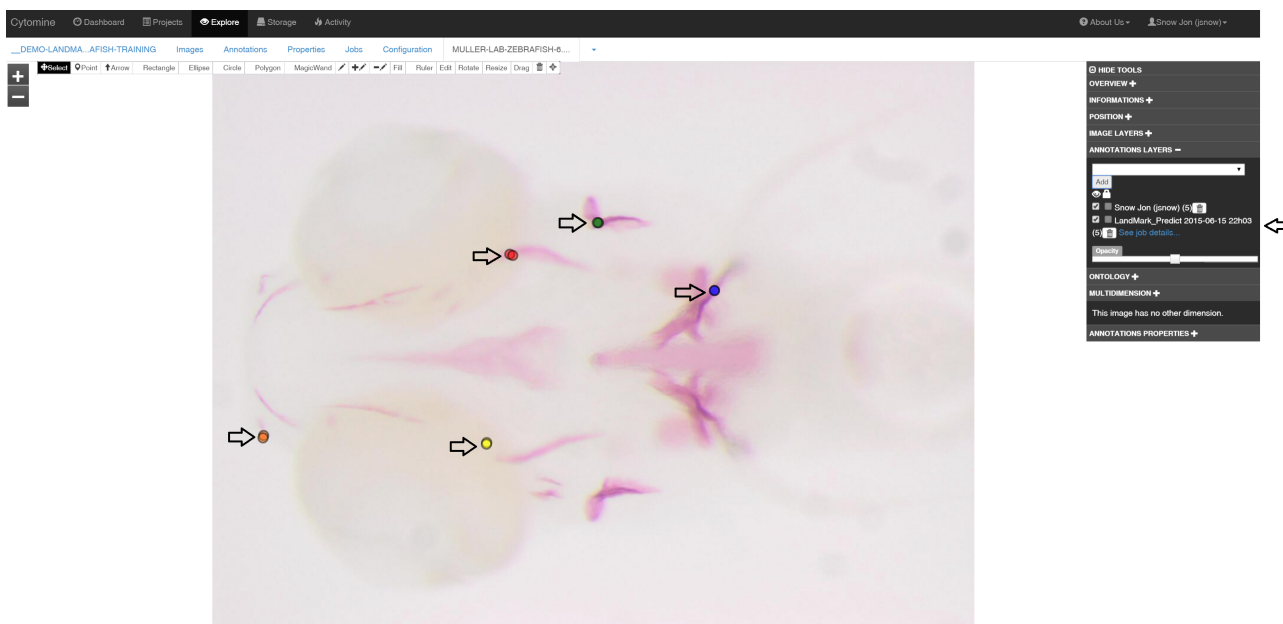 Cytomine Dashboard Projects Explore Storage Activity About Us Snow Jon (jsnow)
__DEMO-LANDMA...AFISH-TRAINING Images Annotations Properties Jobs Configuration MULLER-LAB-ZEBRAFISH-6....
Select Point Arrow Rectangle Ellipse Circle Polygon MagicWand Fill Ruler Edit Rotate Resize Drag
HIDE TOOLS
OVERVIEW
INFORMATIONS
POSITION
IMAGE LAYERS
ANNOTATIONS LAYERS
Add
Snow Jon (jsnow) (5)
LandMark_Predict 2015-06-15 22h03
(5) See job details...
Opacity
ONTOLOGY
MULTIDIMENSION
This image has no other dimension.
ANNOTATIONS PROPERTIES